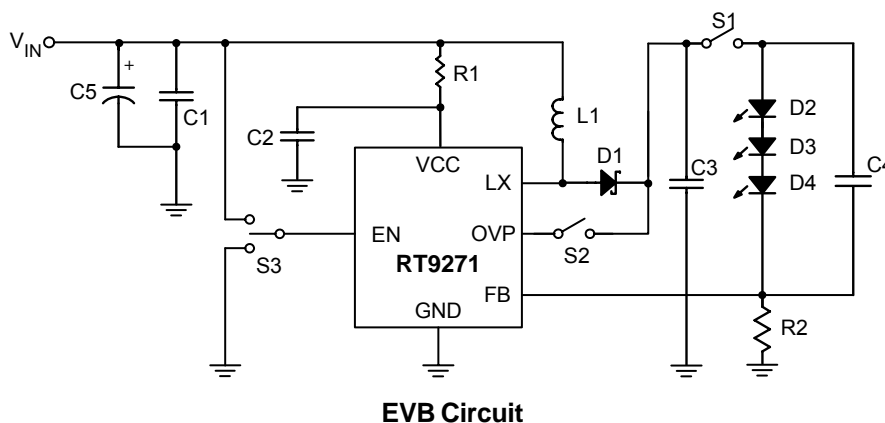 VIN
+
C5
C1
R1
C2
L1
D1
S1
C3
D2
D3
D4
C4
VCC
LX
EN
OVP
RT9271
FB
GND
S2
S3
R2
EVB Circuit